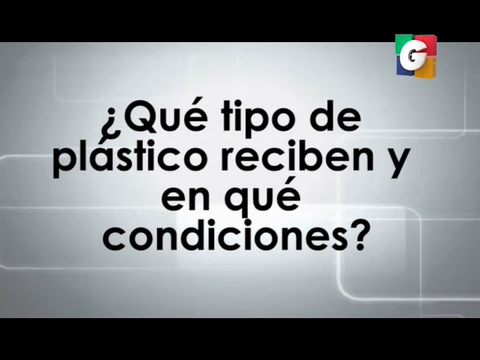 G
¿Qué tipo de
plástico reciben y
en qué
condiciones?